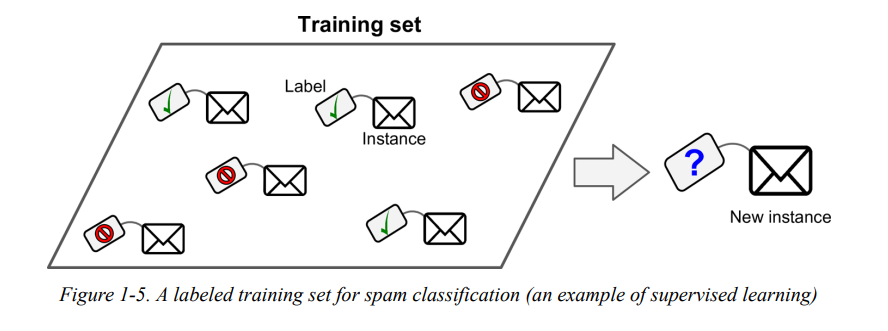 Training set
Label
Instance
?
New instance
Figure 1-5. A labeled training set for spam classification (an example of supervised learning)